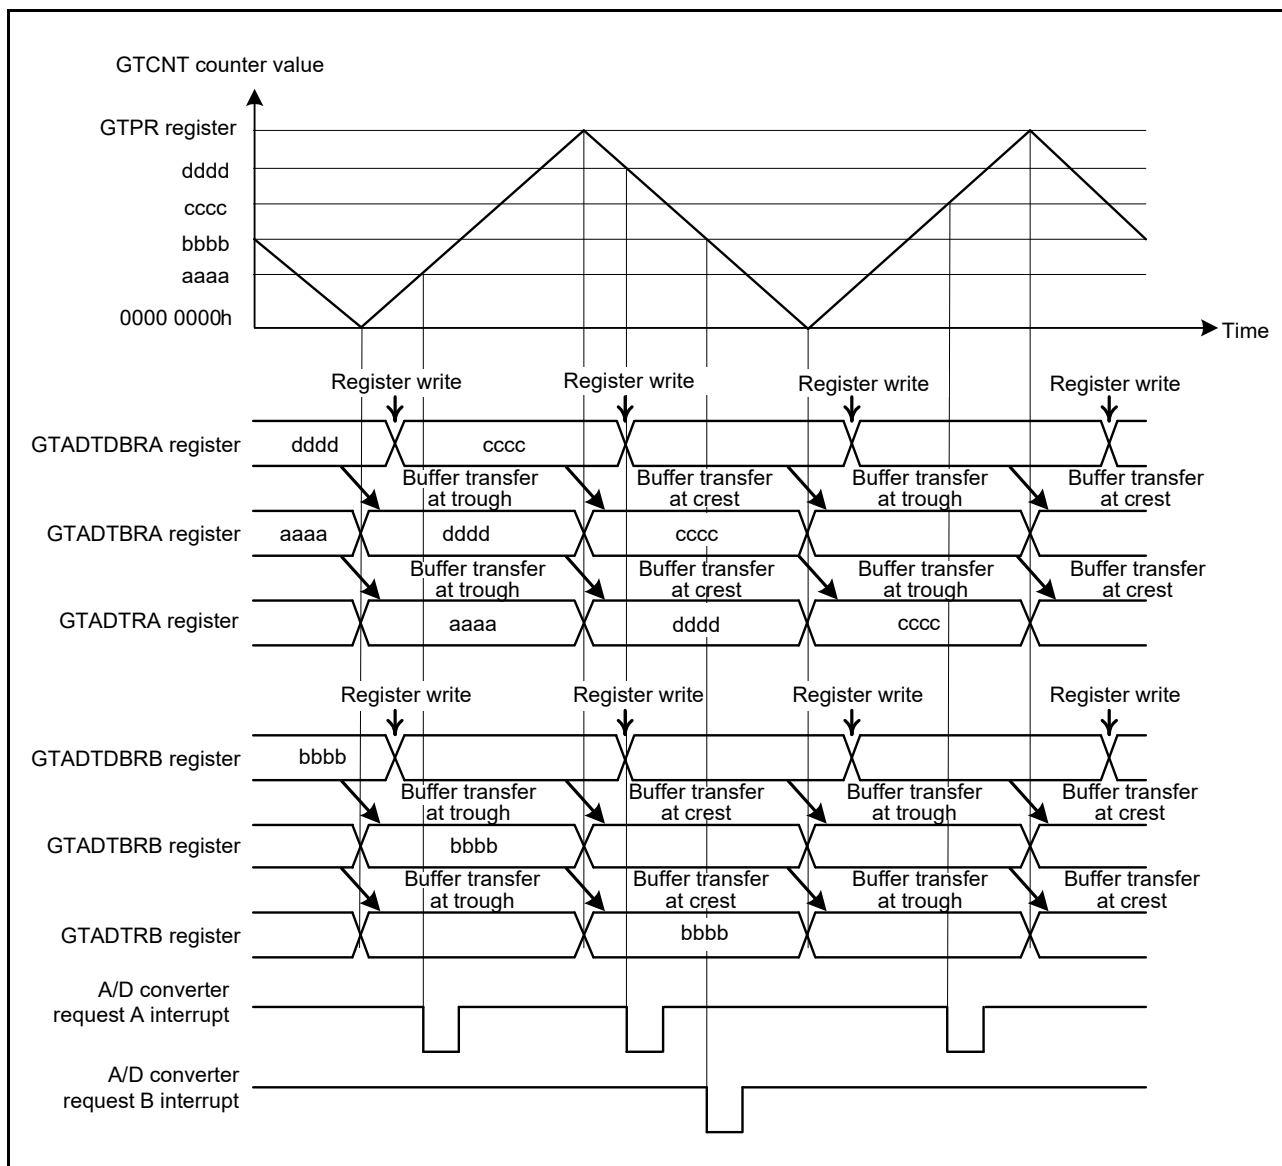 GTCNT counter value
GTPR register
dddd
cccc
bbbb
aaaa
0000 0000h
Time
Register write
Register write
Register write
Register write
GTADTDBRA register
dddd
cccc
Buffer transfer
at trough
Buffer transfer
at crest
Buffer transfer
at trough
Buffer transfer
at crest
GTADTBRA register
aaaa
dddd
cccc
Buffer transfer
at trough
Buffer transfer
at crest
Buffer transfer
at trough
Buffer transfer
at crest
GTADTRA register
aaaa
dddd
cccc
Register write
Register write
Register write
Register write
GTADTDBRB register
bbbb
Buffer transfer
at trough
Buffer transfer
at crest
Buffer transfer
at trough
Buffer transfer
at crest
GTADTBRB register
bbbb
Buffer transfer
at trough
Buffer transfer
at crest
Buffer transfer
at trough
Buffer transfer
at crest
GTADTRB register
bbbb
A/D converter
request A interrupt
A/D converter
request B interrupt